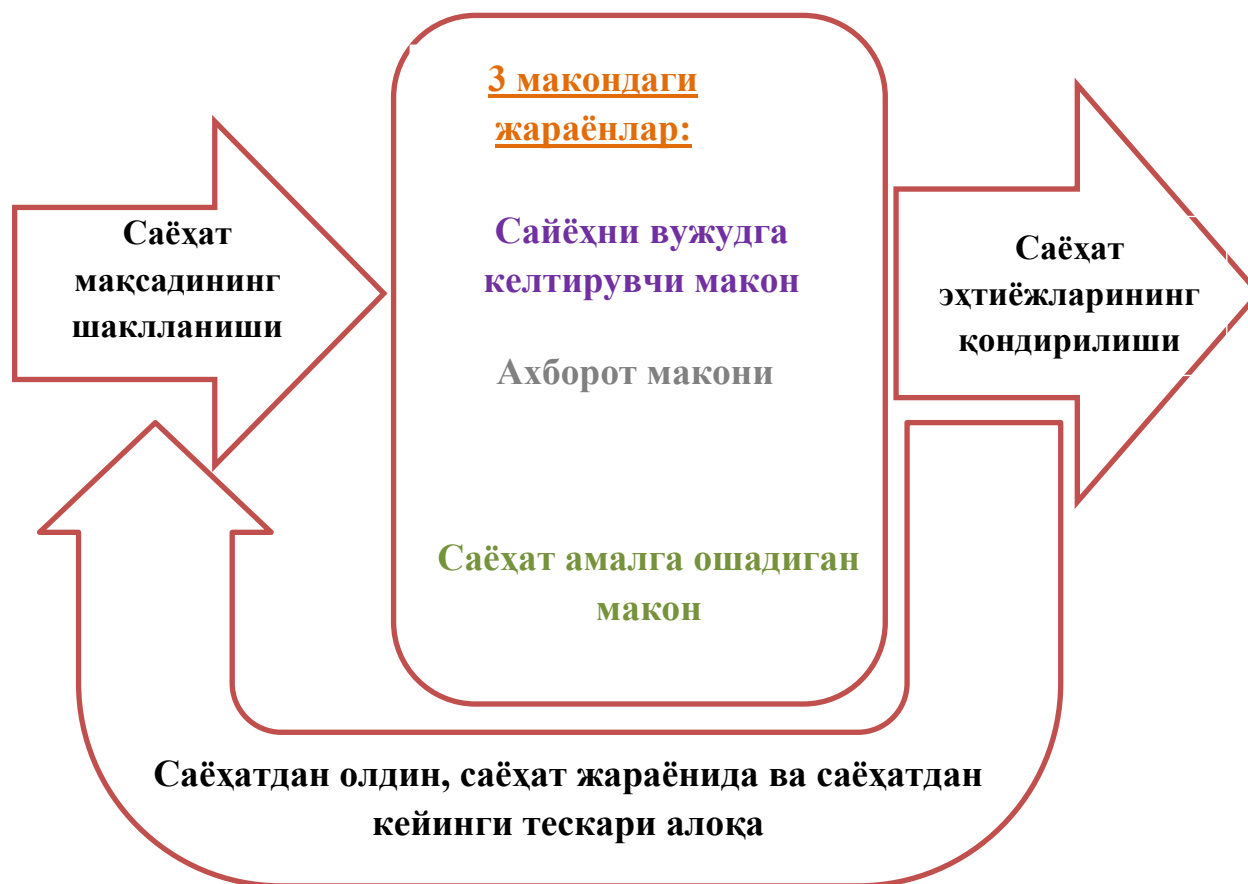 Саёҳат
мақсадининг
шаклланиши
3 макондаги
жараёнлар:
Сайёҳни вужудга
келтирувчи макон
Ахборот макони
Саёҳат амалга ошадиган
макон
Саёҳат
эҳтиёжларининг
қондирилиши
Саёҳатдан олдин, саёҳат жараёнида ва саёҳатдан
кейинги тескари алоқа